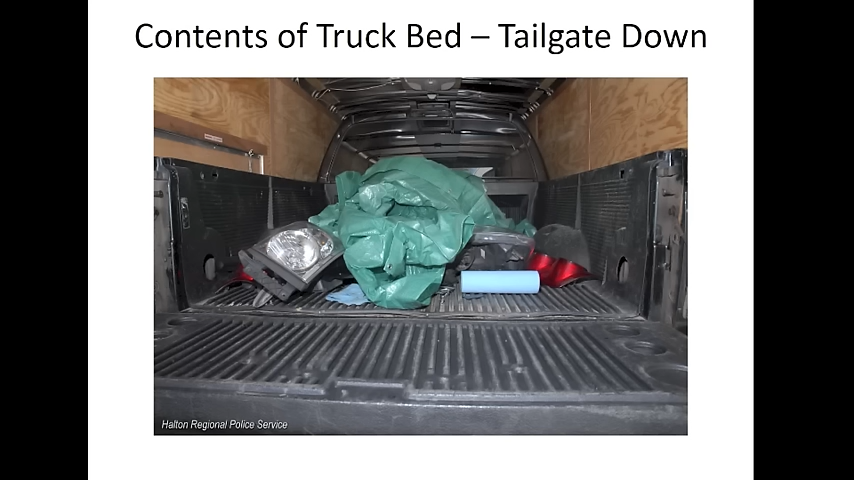 Contents of Truck Bed – Tailgate Down
Halton Regional Police Service